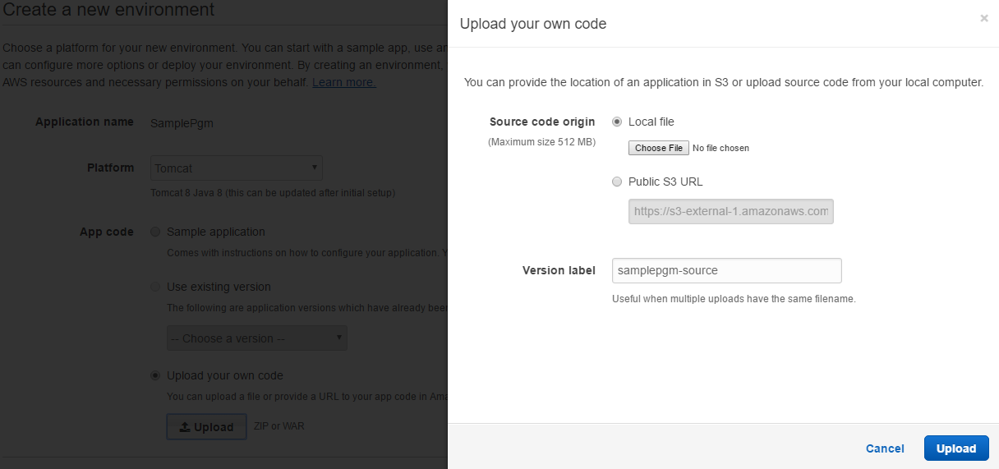 Create a new environment
Choose a platform for your new environment. You can start with a sample app, use an
can configure more options or deploy your environment. By creating an environment,
AWS resources and necessary permissions on your behalf. Learn more.
Application name SamplePgm
Platform Tomcat
Tomcat 8 Java 8 (this can be updated after initial setup)
App code Sample application
Comes with instructions on how to configure your application. Y
Use existing version
The following are application versions which have already been
-- Choose a version --
Upload your own code
You can upload a file or provide a URL to your app code in Ama
Upload ZIP or WAR
Upload your own code
×
You can provide the location of an application in S3 or upload source code from your local computer.
Source code origin Local file
(Maximum size 512 MB)
Choose File No file chosen
Public S3 URL
https://s3-external-1.amazonaws.com
Version label samplepgm-source
Useful when multiple uploads have the same filename.
Cancel Upload